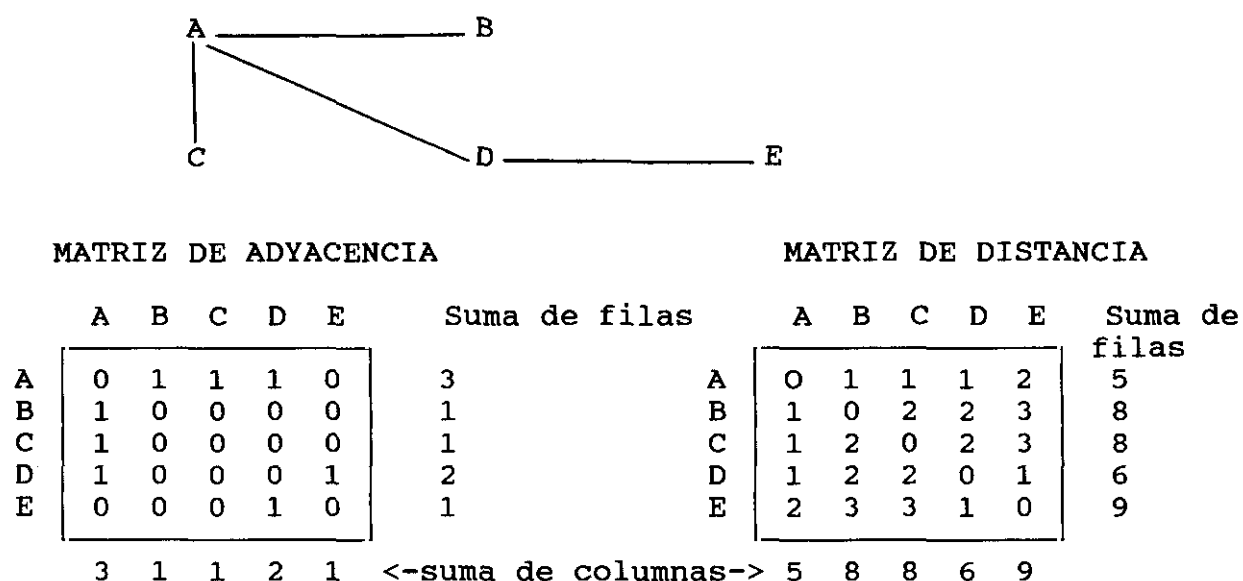 A B
C D E
MATRIZ DE ADYACENCIA MATRIZ DE DISTANCIA
A B C D E Suma de filas A B C D E Suma de
filas
A 0 1 1 1 0 3 A O 1 1 1 2 5
B 1 0 0 0 0 1 B 1 0 2 2 3 8
C 1 0 0 0 0 1 C 1 2 0 2 3 8
D 1 0 0 0 1 2 D 1 2 2 0 1 6
E 0 0 0 1 0 1 E 2 3 3 1 0 9
3 1 1 2 1 <-suma de columnas-> 5 8 8 6 9